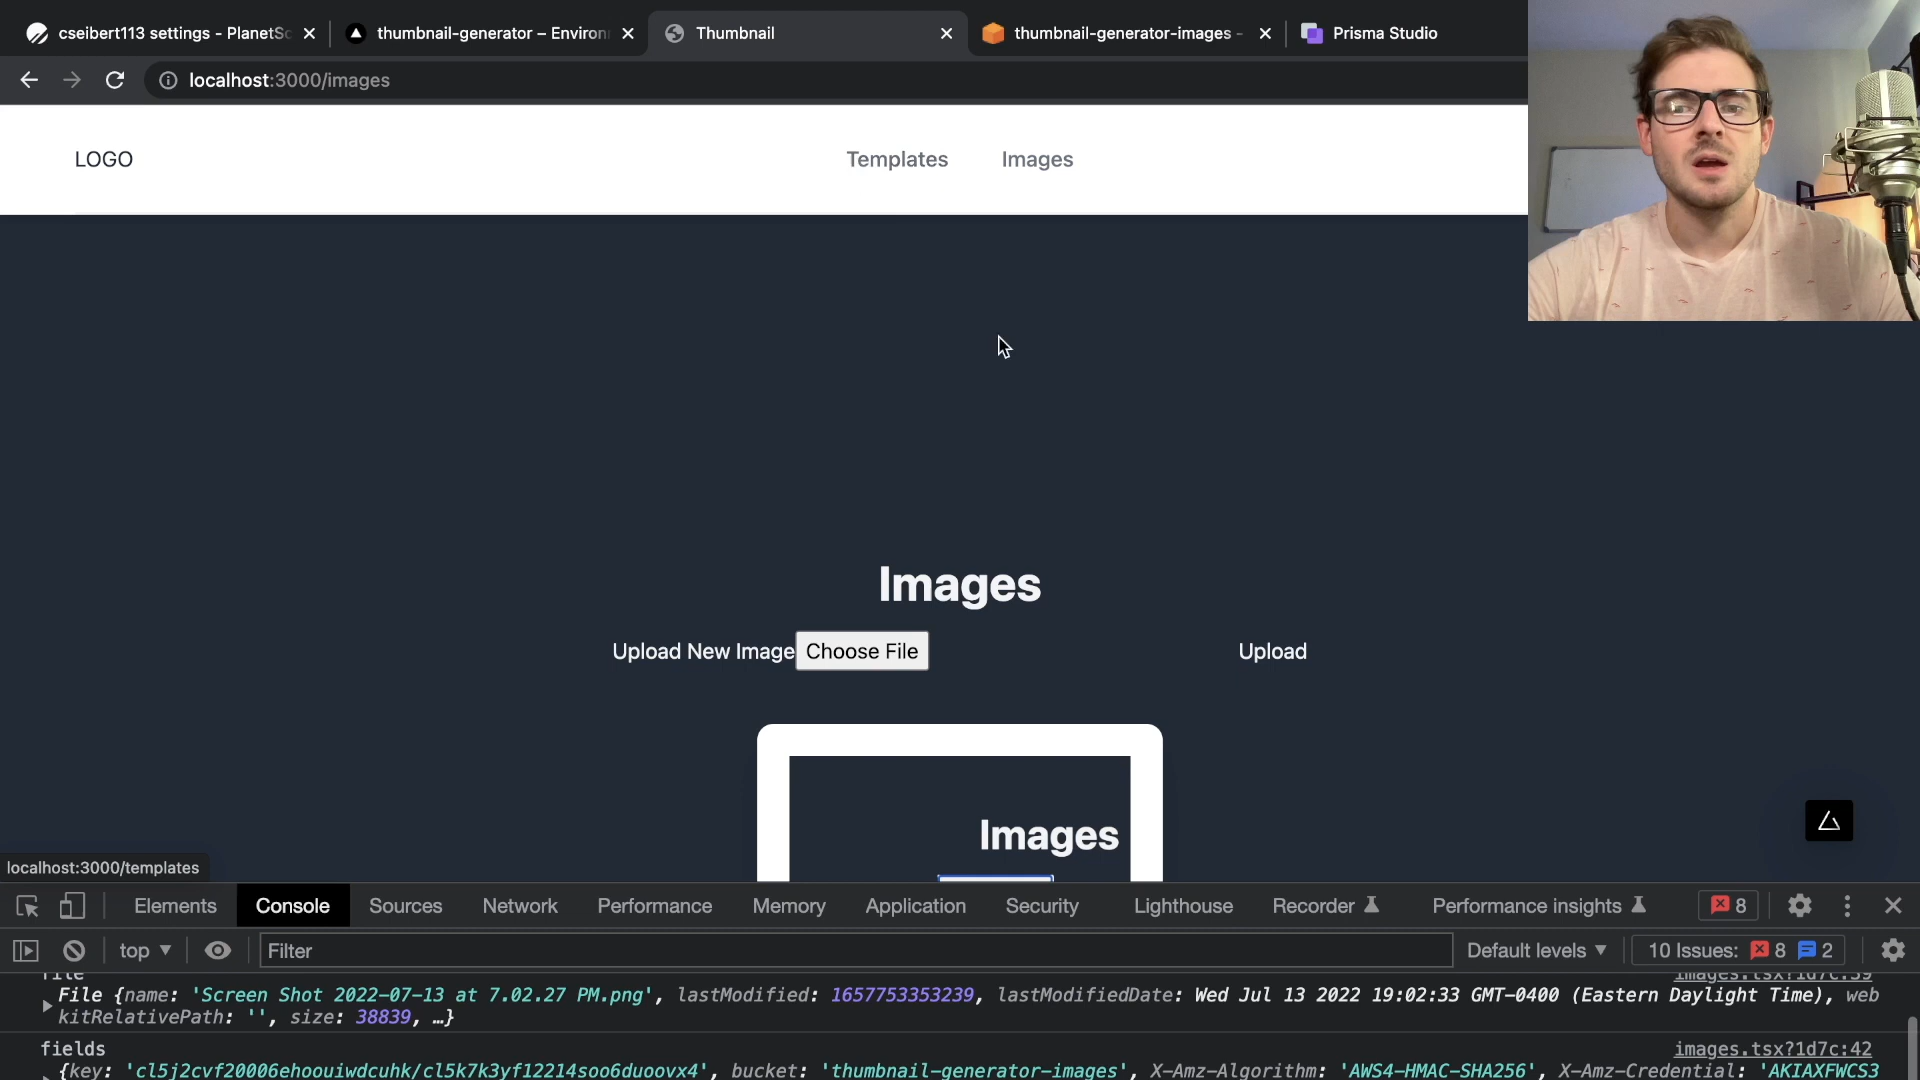 cseibert113 settings - PlanetSc
thumbnail-generator – Environ
Thumbnail
thumbnail-generator-images -
Prisma Studio
localhost:3000/images
LOGO
Templates
Images
Images
Upload New Image
Choose File
Upload
Images
localhost:3000/templates
Elements
Console
Sources
Network
Performance
Memory
Application
Security
Lighthouse
Recorder
Performance insights
8
top
Filter
Default levels
10 Issues: 8 2
file
images.tsx?1d7c:39
File {name: 'Screen Shot 2022-07-13 at 7.02.27 PM.png', lastModified: 1657753353239, lastModifiedDate: Wed Jul 13 2022 19:02:33 GMT-0400 (Eastern Daylight Time), web
kitRelativePath: '', size: 38839, …}
fields
images.tsx?1d7c:42
{key: 'cl5j2cvf20006ehoouiwdcuhk/cl5k7k3yf12214soo6duoovx4', bucket: 'thumbnail-generator-images', X-Amz-Algorithm: 'AWS4-HMAC-SHA256', X-Amz-Credential: 'AKIAXFWCS3